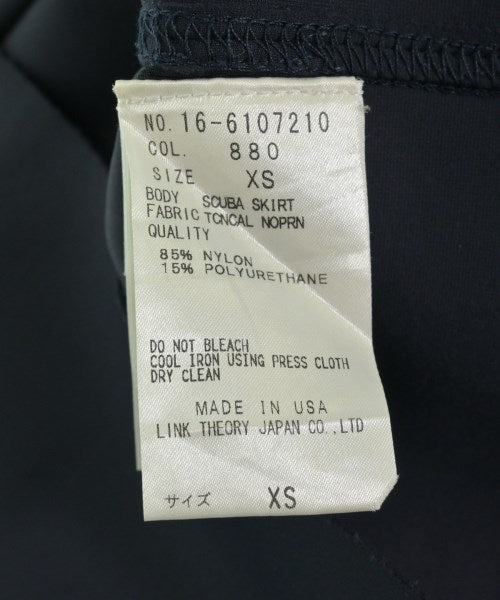 NO. 16-6107210
COL. 880
SIZE XS
BODY SCUBA SKIRT
FABRIC TCNCAL NOPRN
QUALITY
85% NYLON
15% POLYURETHANE
DO NOT BLEACH
COOL IRON USING PRESS CLOTH
DRY CLEAN
MADE IN USA
LINK THEORY JAPAN CO.,LTD
サイズ XS